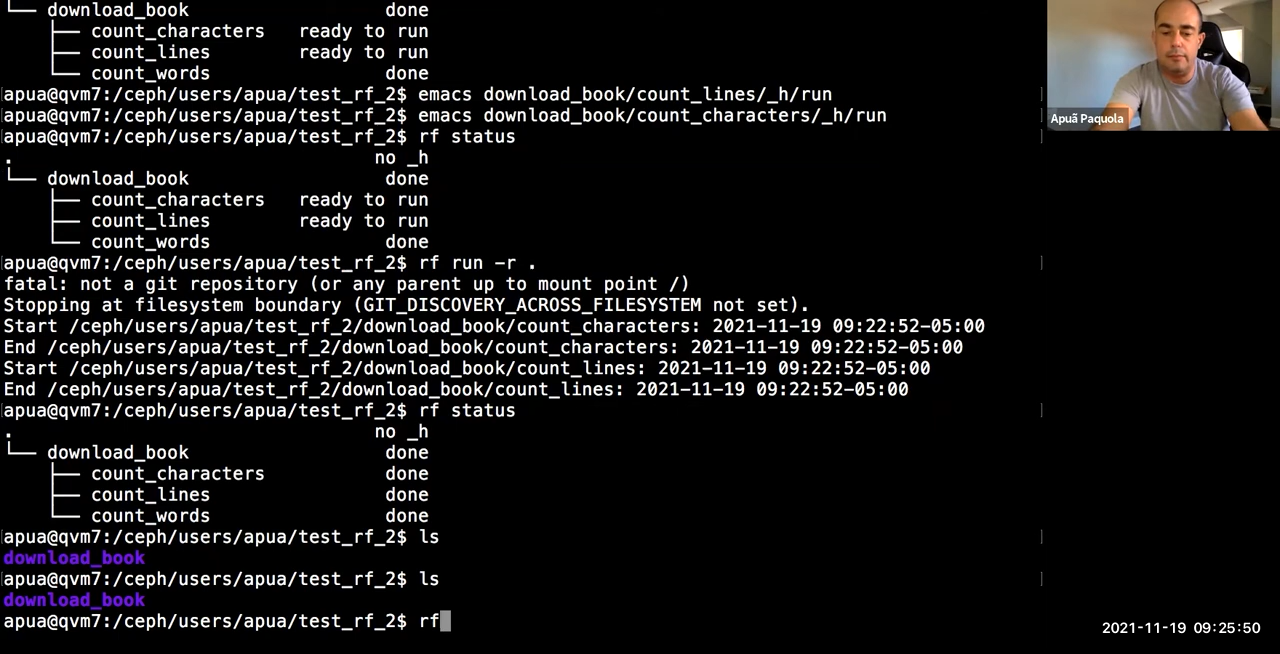 └── download_book                  done
    ├── count_characters   ready to run
    ├── count_lines        ready to run
    └── count_words                done
[apua@qvm7:/ceph/users/apua/test_rf_2$ emacs download_book/count_lines/_h/run ]
[apua@qvm7:/ceph/users/apua/test_rf_2$ emacs download_book/count_characters/_h/run ]
[apua@qvm7:/ceph/users/apua/test_rf_2$ rf status ]
.                                 no _h
└── download_book                  done
    ├── count_characters   ready to run
    ├── count_lines        ready to run
    └── count_words                done
[apua@qvm7:/ceph/users/apua/test_rf_2$ rf run -r . ]
fatal: not a git repository (or any parent up to mount point /)
Stopping at filesystem boundary (GIT_DISCOVERY_ACROSS_FILESYSTEM not set).
Start /ceph/users/apua/test_rf_2/download_book/count_characters: 2021-11-19 09:22:52-05:00
End /ceph/users/apua/test_rf_2/download_book/count_characters: 2021-11-19 09:22:52-05:00
Start /ceph/users/apua/test_rf_2/download_book/count_lines: 2021-11-19 09:22:52-05:00
End /ceph/users/apua/test_rf_2/download_book/count_lines: 2021-11-19 09:22:52-05:00
[apua@qvm7:/ceph/users/apua/test_rf_2$ rf status ]
.                                 no _h
└── download_book                  done
    ├── count_characters           done
    ├── count_lines                done
    └── count_words                done
[apua@qvm7:/ceph/users/apua/test_rf_2$ ls ]
download_book
[apua@qvm7:/ceph/users/apua/test_rf_2$ ls ]
download_book
apua@qvm7:/ceph/users/apua/test_rf_2$ rf
Apuã Paquola
2021-11-19 09:25:50